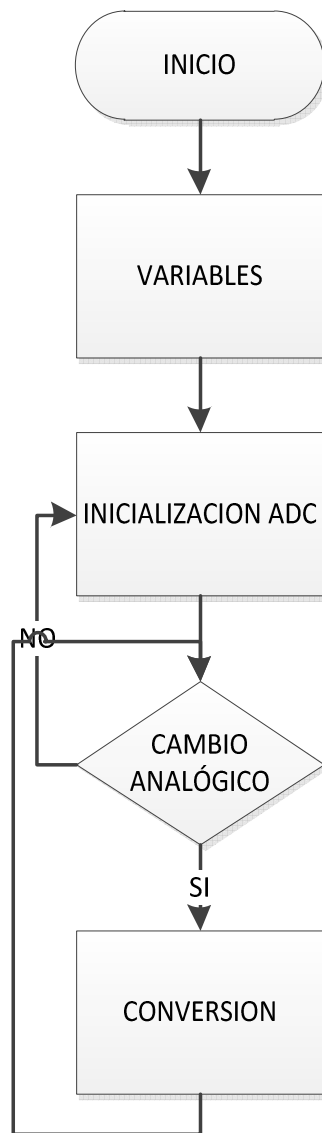 INICIO
VARIABLES
INICIALIZACION ADC
NO
CAMBIO
ANALÓGICO
SI
CONVERSION